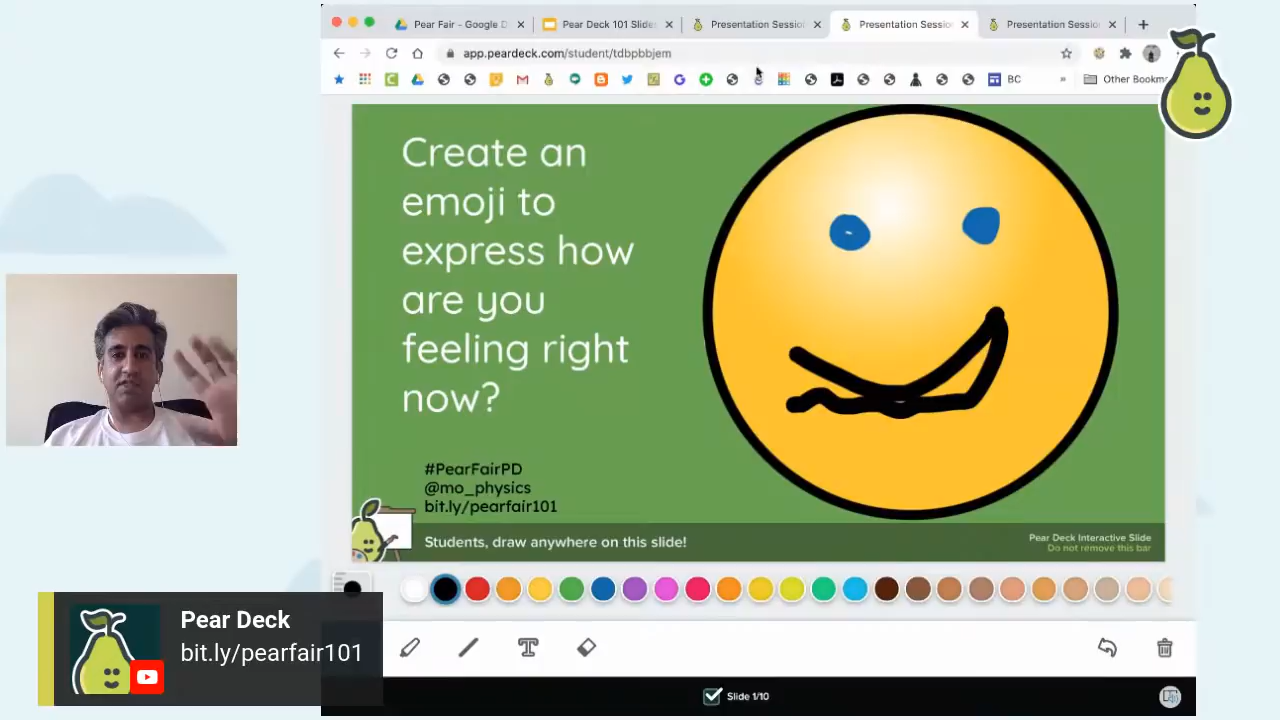 Pear Fair - Google D
Pear Deck 101 Slides
Presentation Sessio
Presentation Sessio
Presentation Sessio
app.peardeck.com/student/tdbpbbjem
BC
» Other Bookm
Create an
emoji to
express how
are you
feeling right
now?
#PearFairPD
@mo_physics
bit.ly/pearfair101
Students, draw anywhere on this slide!
Pear Deck Interactive Slide
Do not remove this bar
Pear Deck
bit.ly/pearfair101
Slide 1/10